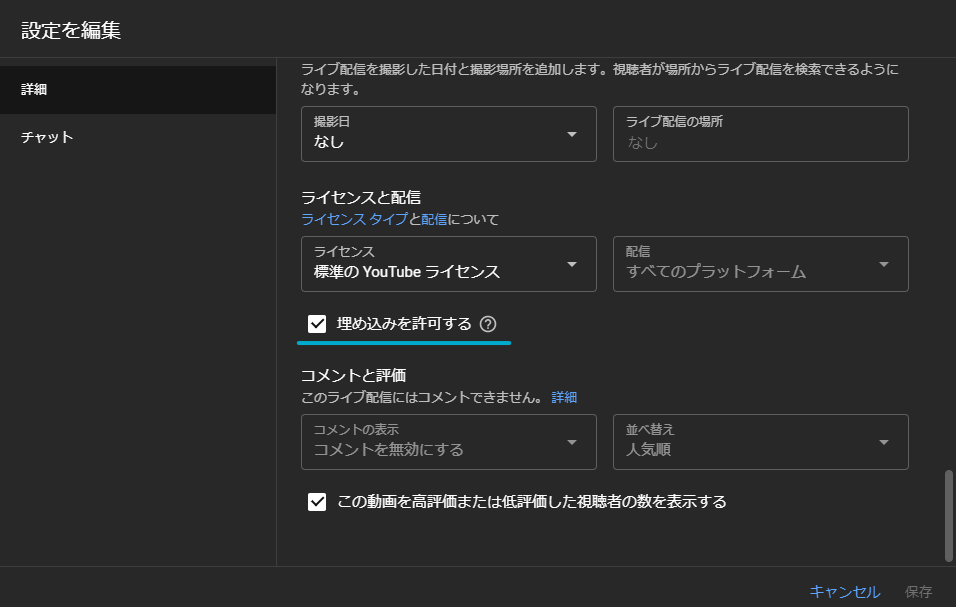 設定を編集
詳細
チャット
ライブ配信を撮影した日付と撮影場所を追加します。視聴者が場所からライブ配信を検索できるように
なります。
撮影日
なし
ライブ配信の場所
なし
ライセンスと配信
ライセンス タイプと配信について
ライセンス
標準の YouTube ライセンス
配信
すべてのプラットフォーム
埋め込みを許可する
コメントと評価
このライブ配信にはコメントできません。 詳細
コメントの表示
コメントを無効にする
並べ替え
人気順
この動画を高評価または低評価した視聴者の数を表示する
キャンセル
保存